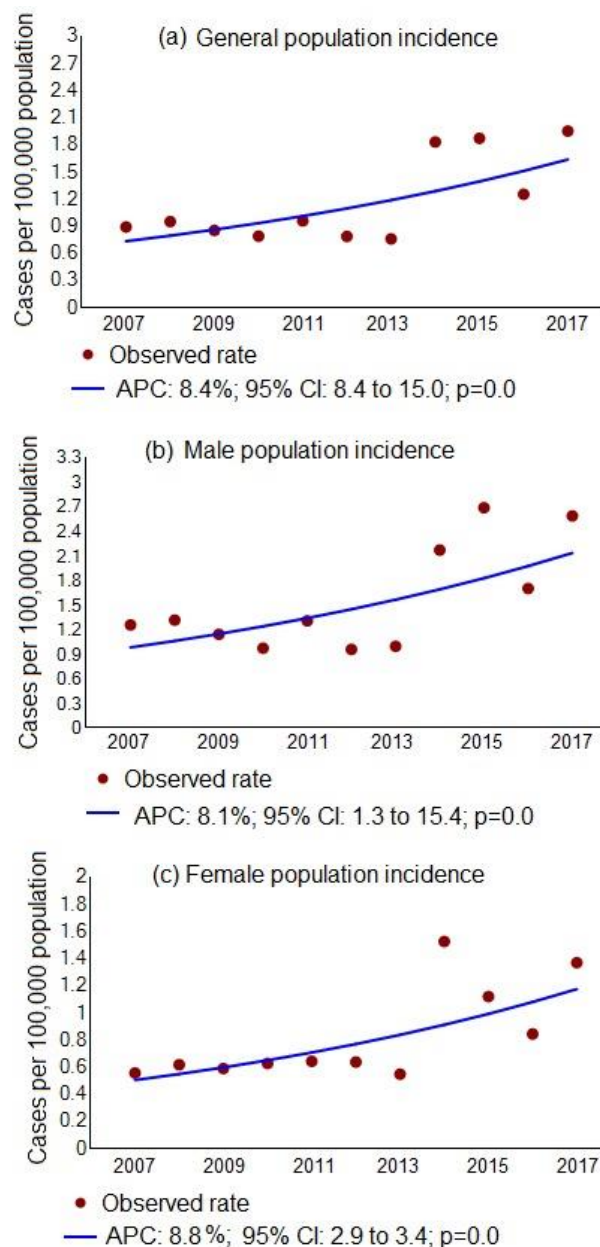 (a) General population incidence
Cases per 100,000 population
3
2.7
2.4
2.1
1.8
1.5
1.2
0.9
0.6
0.3
0
2007 2009 2011 2013 2015 2017
Observed rate
APC: 8.4%; 95% CI: 8.4 to 15.0; p=0.0
(b) Male population incidence
Cases per 100,000 population
3.3
3
2.7
2.4
2.1
1.8
1.5
1.2
0.9
0.6
0.3
0
2007 2009 2011 2013 2015 2017
Observed rate
APC: 8.1%; 95% CI: 1.3 to 15.4; p=0.0
(c) Female population incidence
Cases per 100,000 population
2
1.8
1.6
1.4
1.2
1
0.8
0.6
0.4
0.2
0
2007 2009 2011 2013 2015 2017
Observed rate
APC: 8.8%; 95% CI: 2.9 to 3.4; p=0.0